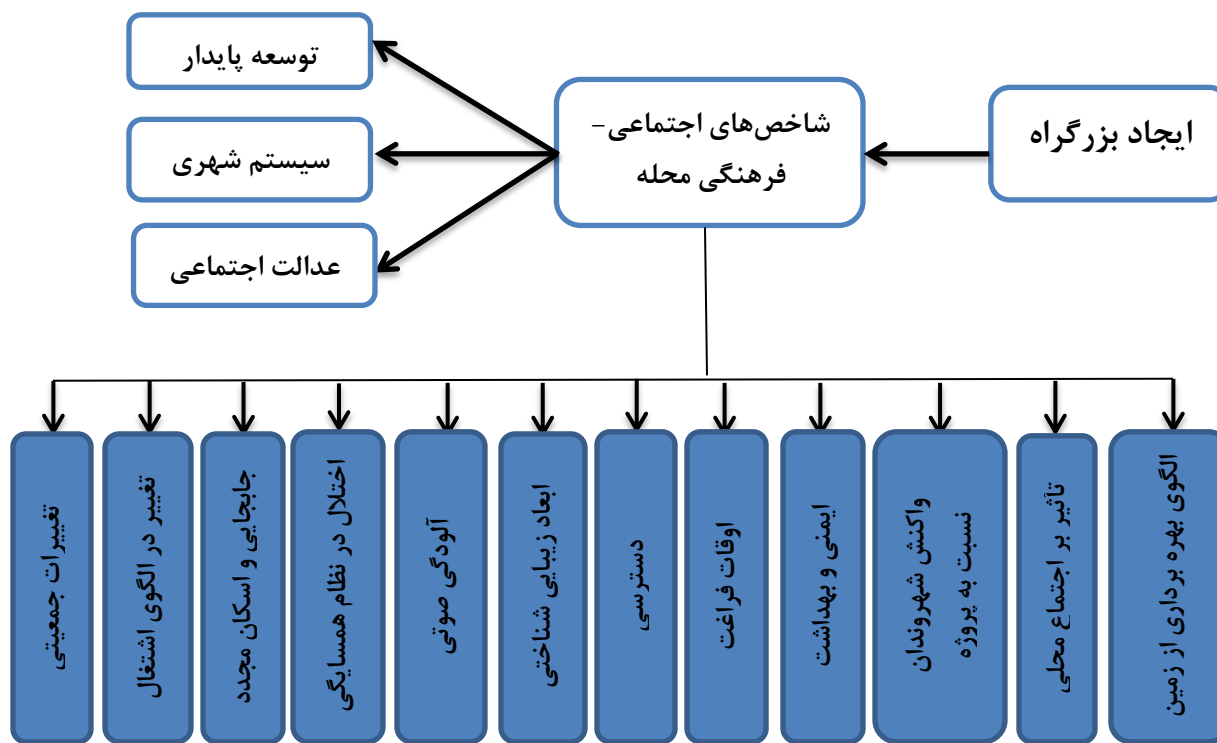 ایجاد بزرگراه
شاخص‌های اجتماعی–
فرهنگی محله
توسعه پایدار
سیستم شهری
عدالت اجتماعی
الگوی بهره برداری از زمین
تآثیر بر اجتماع محلی
واکنش شهروندان
نسبت به پروژه
ایمنی و بهداشت
اوقات فراغت
دسترسی
ابعاد زیبایی شناختی
آلودگی صوتی
اختلال در نظام همسایگی
جابجایی و اسکان مجدد
تغییر در الگوی اشتغال
تغییرات جمعیتی